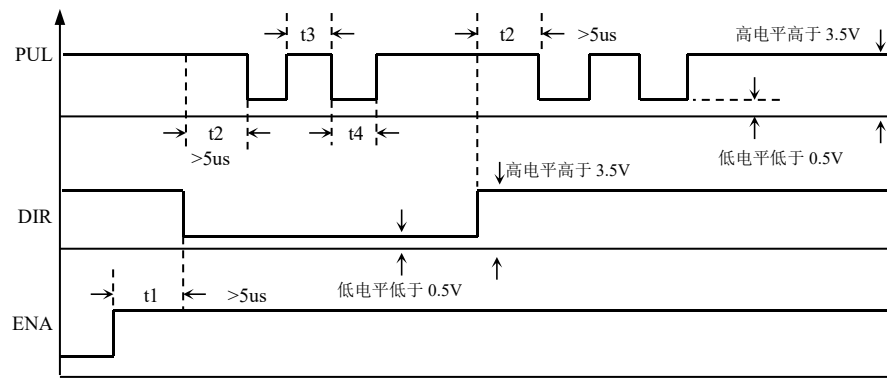 t3
t2
>5us
高电平高于 3.5V
PUL
t2
t4
>5us
低电平低于 0.5V
高电平高于 3.5V
DIR
t1
>5us
低电平低于 0.5V
ENA